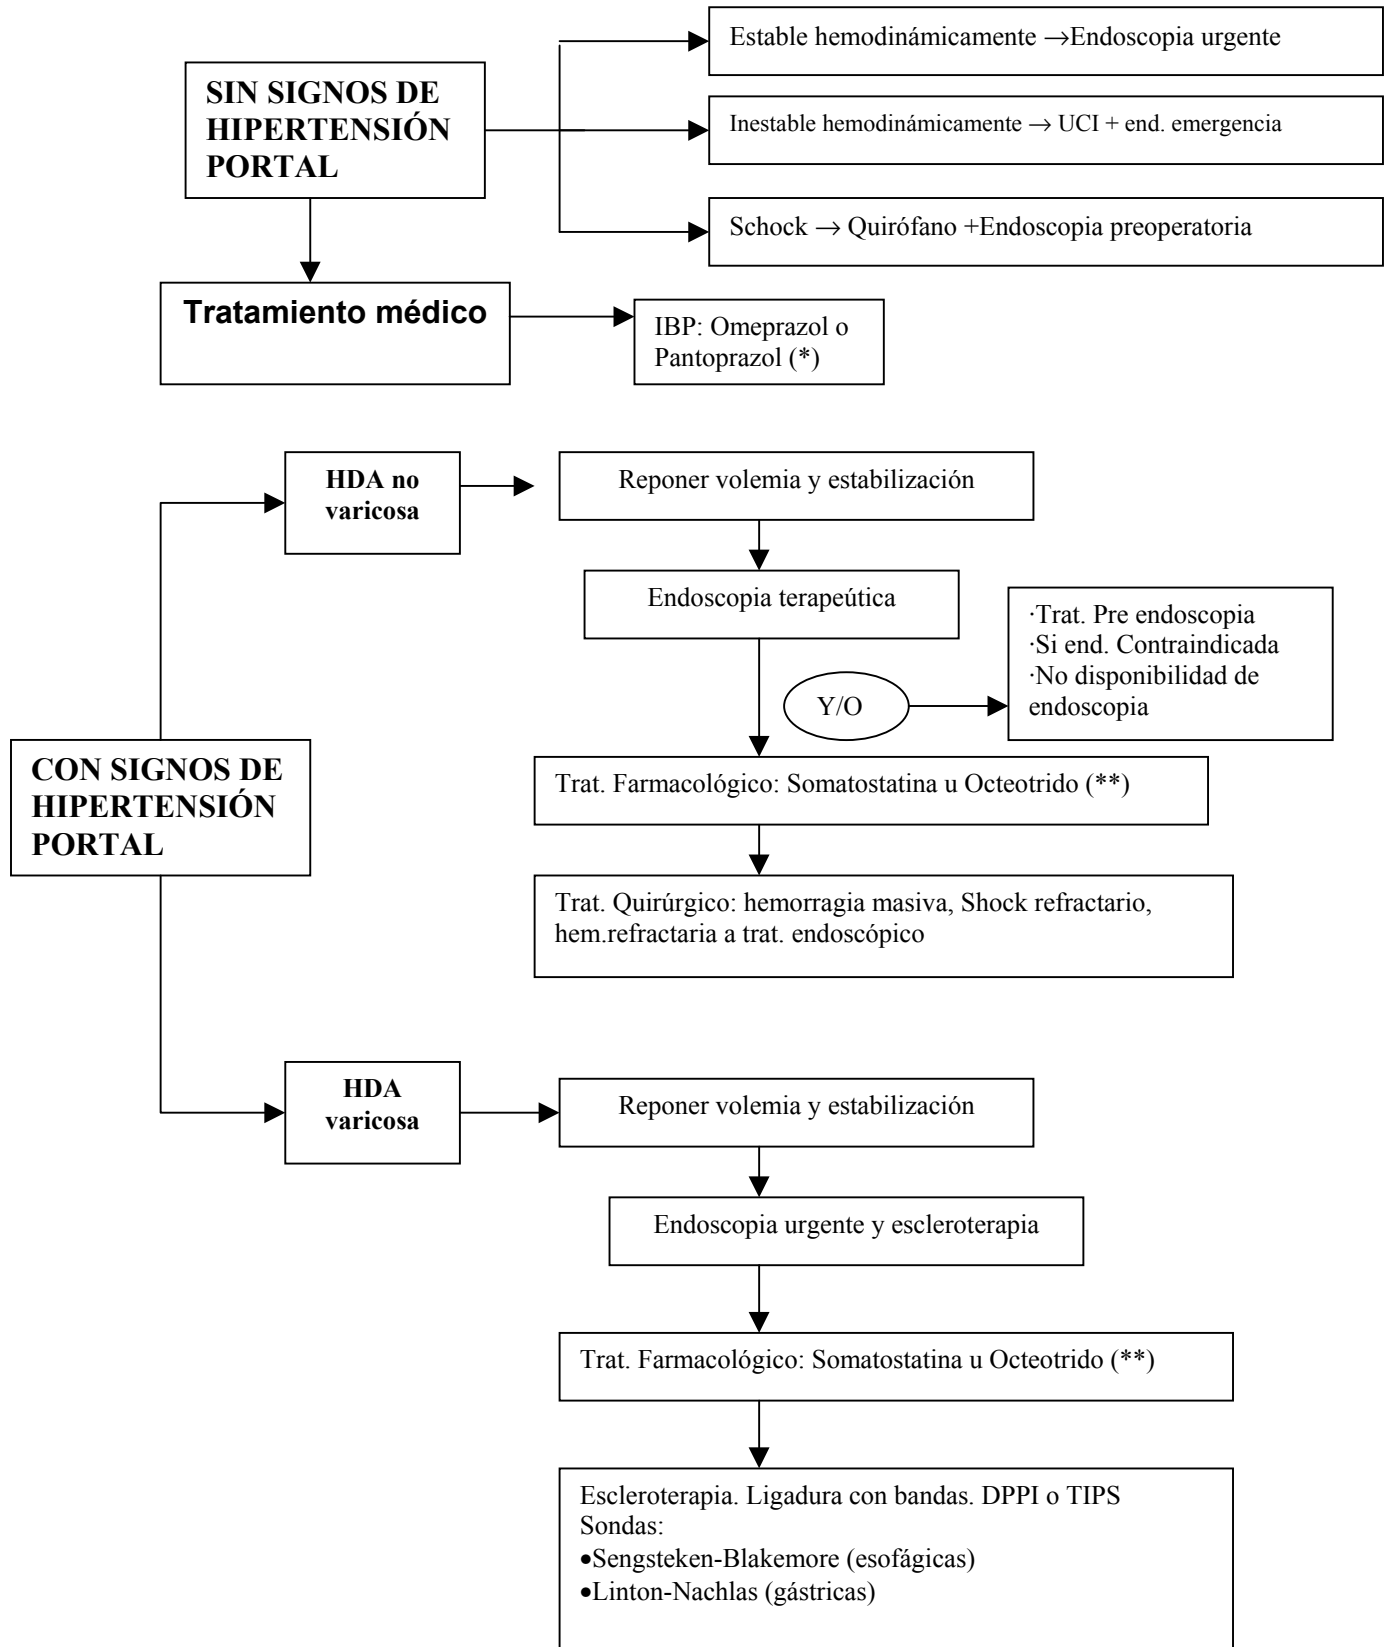 Estable hemodinámicamente →Endoscopia urgente
SIN SIGNOS DE
HIPERTENSIÓN
PORTAL
Inestable hemodinámicamente → UCI + end. emergencia
Schock → Quirófano +Endoscopia preoperatoria
Tratamiento médico
IBP: Omeprazol o
Pantoprazol (*)
HDA no
varicosa
Reponer volemia y estabilización
Endoscopia terapeútica
·Trat. Pre endoscopia
·Si end. Contraindicada
·No disponibilidad de
endoscopia
Y/O
CON SIGNOS DE
HIPERTENSIÓN
PORTAL
Trat. Farmacológico: Somatostatina u Octeotrido (**)
Trat. Quirúrgico: hemorragia masiva, Shock refractario,
hem.refractaria a trat. endoscópico
HDA
varicosa
Reponer volemia y estabilización
Endoscopia urgente y escleroterapia
Trat. Farmacológico: Somatostatina u Octeotrido (**)
Escleroterapia. Ligadura con bandas. DPPI o TIPS
Sondas:
•Sengsteken-Blakemore (esofágicas)
•Linton-Nachlas (gástricas)